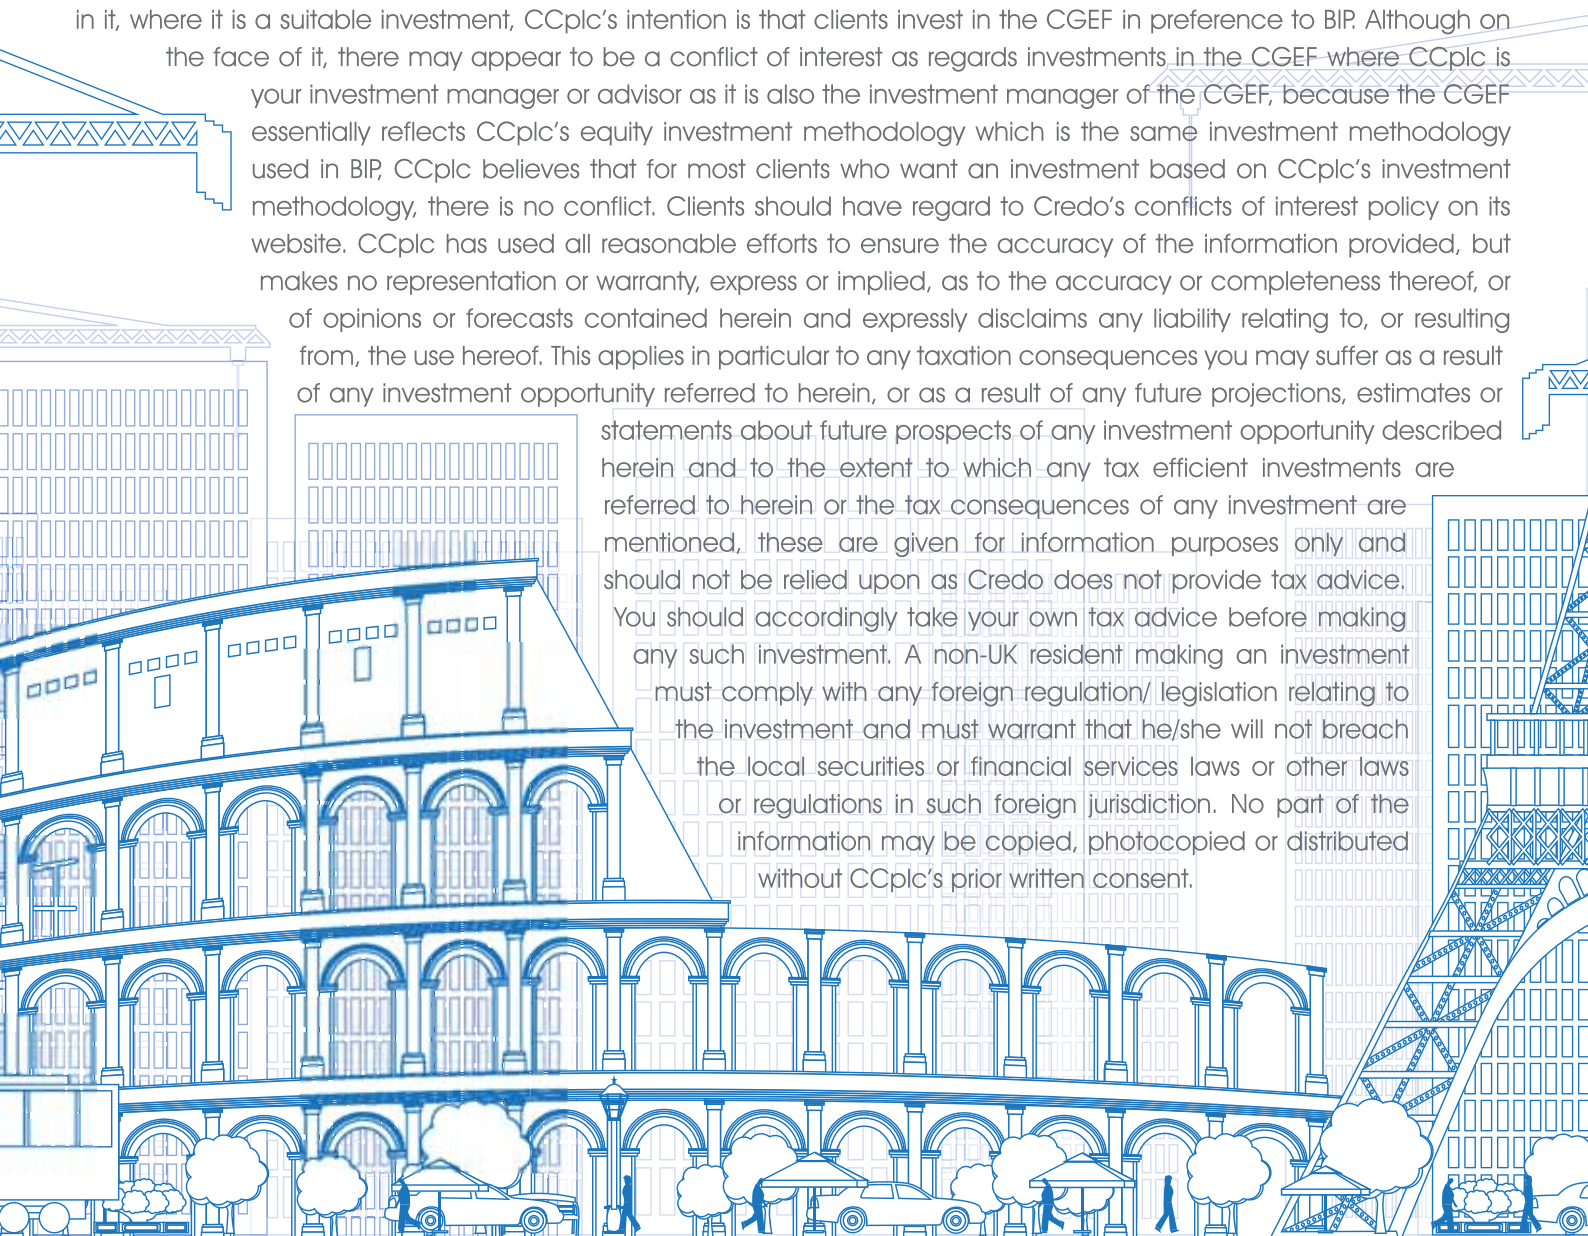 in it, where it is a suitable investment, CCplc’s intention is that clients invest in the CGEF in preference to BIP. Although on
the face of it, there may appear to be a conflict of interest as regards investments in the CGEF where CCplc is
your investment manager or advisor as it is also the investment manager of the CGEF, because the CGEF
essentially reflects CCplc’s equity investment methodology which is the same investment methodology
used in BIP, CCplc believes that for most clients who want an investment based on CCplc’s investment
methodology, there is no conflict. Clients should have regard to Credo’s conflicts of interest policy on its
website. CCplc has used all reasonable efforts to ensure the accuracy of the information provided, but
makes no representation or warranty, express or implied, as to the accuracy or completeness thereof, or
of opinions or forecasts contained herein and expressly disclaims any liability relating to, or resulting
from, the use hereof. This applies in particular to any taxation consequences you may suffer as a result
of any investment opportunity referred to herein, or as a result of any future projections, estimates or
statements about future prospects of any investment opportunity described
herein and to the extent to which any tax efficient investments are
referred to herein or the tax consequences of any investment are
mentioned, these are given for information purposes only and
should not be relied upon as Credo does not provide tax advice.
You should accordingly take your own tax advice before making
any such investment. A non-UK resident making an investment
must comply with any foreign regulation/ legislation relating to
the investment and must warrant that he/she will not breach
the local securities or financial services laws or other laws
or regulations in such foreign jurisdiction. No part of the
information may be copied, photocopied or distributed
without CCplc’s prior written consent.